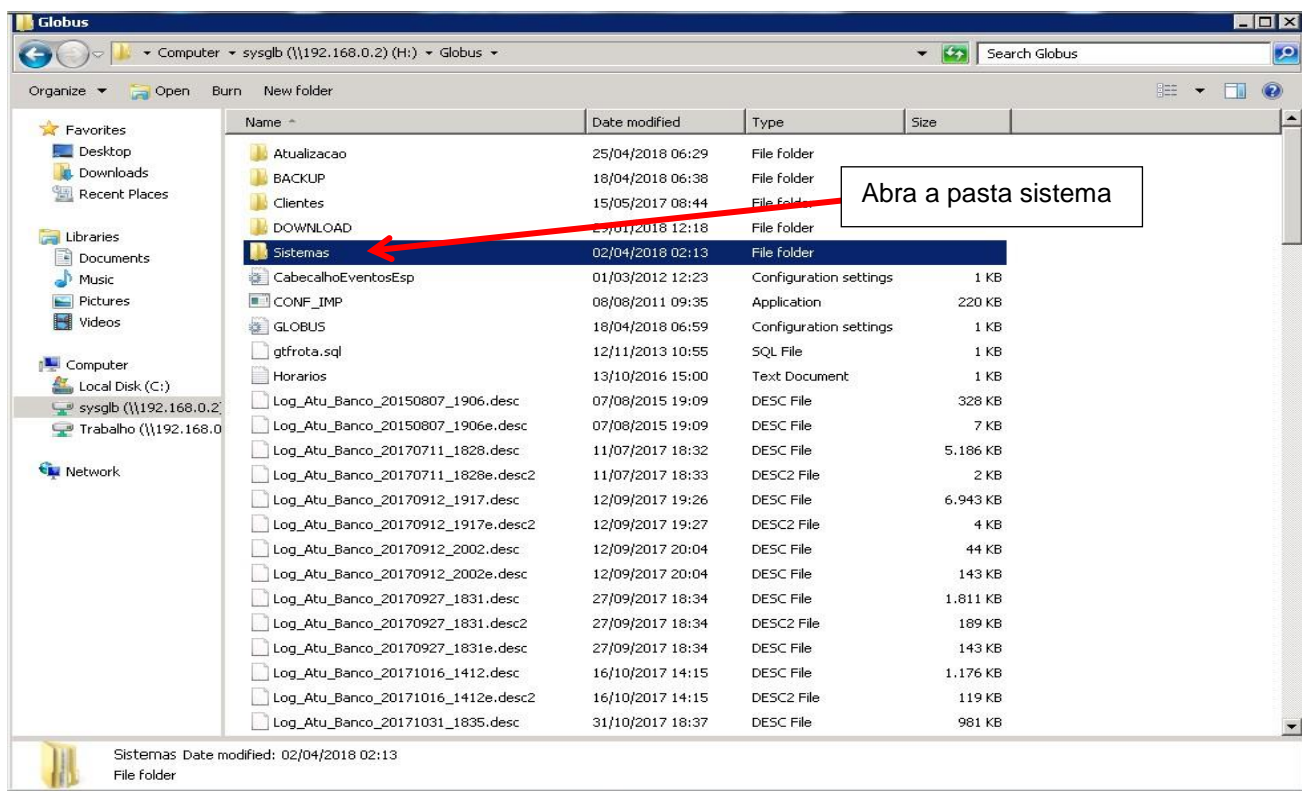 Globus
Computer sysglb (\\192.168.0.2) (H:) Globus Search Globus
Organize Open Burn New folder
Favorites
Desktop
Downloads
Recent Places
Libraries
Documents
Music
Pictures
Videos
Computer
Local Disk (C:)
sysglb (\\192.168.0.2)
Trabalho (\\192.168.0
Network
Name Date modified Type Size
Atualizacao 25/04/2018 06:29 File folder
BACKUP 18/04/2018 06:38 File folder
Clientes 15/05/2017 08:44 File folder
DOWNLOAD 29/01/2018 12:18 File folder
Sistemas 02/04/2018 02:13 File folder
CabecalhoEventosEsp 01/03/2012 12:23 Configuration settings 1 KB
CONF_IMP 08/08/2011 09:35 Application 220 KB
GLOBUS 18/04/2018 06:59 Configuration settings 1 KB
gtfrota.sql 12/11/2013 10:55 SQL File 1 KB
Horarios 13/10/2016 15:00 Text Document 1 KB
Log_Atu_Banco_20150807_1906.desc 07/08/2015 19:09 DESC File 328 KB
Log_Atu_Banco_20150807_1906e.desc 07/08/2015 19:09 DESC File 7 KB
Log_Atu_Banco_20170711_1828.desc 11/07/2017 18:32 DESC File 5.186 KB
Log_Atu_Banco_20170711_1828e.desc2 11/07/2017 18:33 DESC2 File 2 KB
Log_Atu_Banco_20170912_1917.desc 12/09/2017 19:26 DESC File 6.943 KB
Log_Atu_Banco_20170912_1917e.desc2 12/09/2017 19:27 DESC2 File 4 KB
Log_Atu_Banco_20170912_2002.desc 12/09/2017 20:04 DESC File 44 KB
Log_Atu_Banco_20170912_2002e.desc 12/09/2017 20:04 DESC File 143 KB
Log_Atu_Banco_20170927_1831.desc 27/09/2017 18:34 DESC File 1.811 KB
Log_Atu_Banco_20170927_1831.desc2 27/09/2017 18:34 DESC2 File 189 KB
Log_Atu_Banco_20170927_1831e.desc 27/09/2017 18:34 DESC File 143 KB
Log_Atu_Banco_20171016_1412.desc 16/10/2017 14:15 DESC File 1.176 KB
Log_Atu_Banco_20171016_1412e.desc2 16/10/2017 14:15 DESC2 File 119 KB
Log_Atu_Banco_20171031_1835.desc 31/10/2017 18:37 DESC File 981 KB
Abra a pasta sistema
Sistemas Date modified: 02/04/2018 02:13
File folder